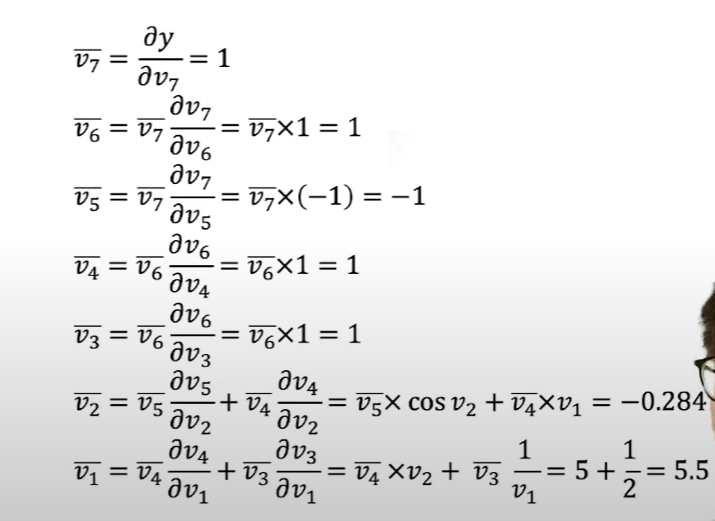 v̅₇ = ∂y/∂v₇ = 1
v̅₆ = v̅₇ ∂v₇/∂v₆ = v̅₇×1 = 1
v̅₅ = v̅₇ ∂v₇/∂v₅ = v̅₇×(−1) = −1
v̅₄ = v̅₆ ∂v₆/∂v₄ = v̅₆×1 = 1
v̅₃ = v̅₆ ∂v₆/∂v₃ = v̅₆×1 = 1
v̅₂ = v̅₅ ∂v₅/∂v₂ + v̅₄ ∂v₄/∂v₂ = v̅₅× cos v₂ + v̅₄×v₁ = −0.284
v̅₁ = v̅₄ ∂v₄/∂v₁ + v̅₃ ∂v₃/∂v₁ = v̅₄ ×v₂ + v̅₃ 1/v₁ = 5 + 1/2 = 5.5